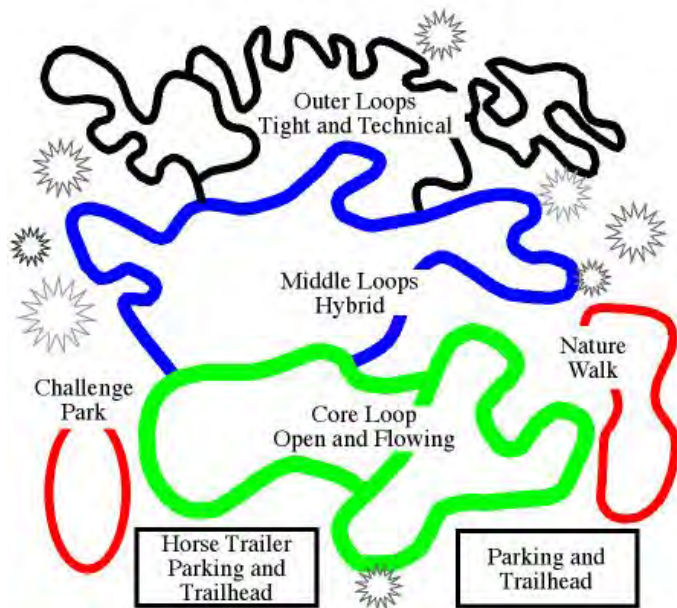 Outer Loops
Tight and Technical
Middle Loops
Hybrid
Nature
Walk
Challenge
Park
Core Loop
Open and Flowing
Horse Trailer
Parking and
Trailhead
Parking and
Trailhead